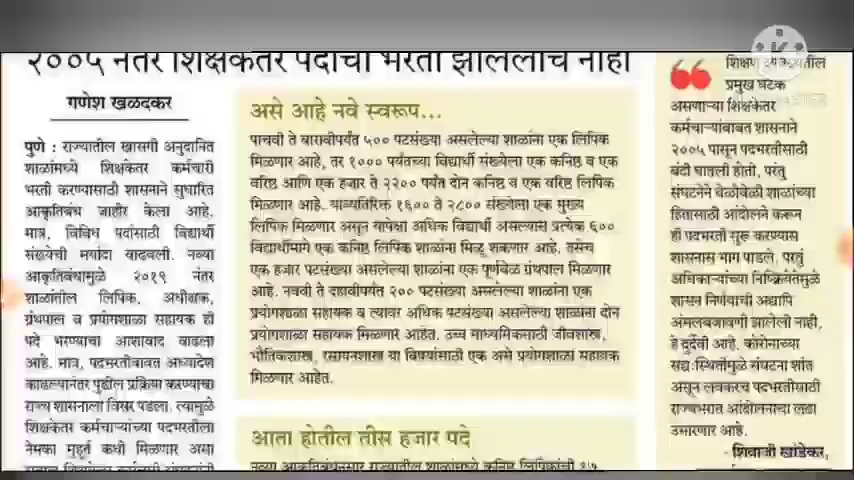 २००५ नंतर शिक्षकेतर पदांची भरती झालेलीच नाही
गणेश खळदकर
पुणे : राज्यातील खासगी अनुदानित
शाळांमध्ये शिक्षकेतर कर्मचारी
भरती करण्यासाठी शासनाने सुधारित
आकृतिबंध जाहीर केला आहे.
मात्र, विविध पदांसाठी विद्यार्थी
संख्येची मर्यादा वाढवली. नव्या
आकृतिबंधामुळे २०१९ नंतर
शाळांतील लिपिक, अधीक्षक,
ग्रंथपाल व प्रयोगशाळा सहायक ही
पदे भरण्याचा आशावाद वाढला
आहे. मात्र, पदभरतीबाबत अध्यादेश
काढल्यानंतर पुढील प्रक्रिया करण्याचा
राज्य शासनाला विसर पडला. त्यामुळे
शिक्षकेतर कर्मचाऱ्यांच्या पदभरतीला
नेमका मुहूर्त कधी मिळणार असा
असे आहे नवे स्वरूप...
पाचवी ते बारावीपर्यंत ५०० पटसंख्या असलेल्या शाळांना एक लिपिक
मिळणार आहे, तर १००० पर्यंतच्या विद्यार्थी संख्येला एक कनिष्ठ व एक
वरिष्ठ आणि एक हजार ते २२०० पर्यंत दोन कनिष्ठ व एक वरिष्ठ लिपिक
मिळणार आहे. याव्यतिरिक्त १६०० ते २८०० संख्येला एक मुख्य
लिपिक मिळणार असून यापेक्षा अधिक विद्यार्थी असल्यास प्रत्येक ६००
विद्यार्थ्यांमागे एक कनिष्ठ लिपिक शाळांना मिळू शकणार आहे, तसेच
एक हजार पटसंख्या असलेल्या शाळांना एक पूर्णवेळ ग्रंथपाल मिळणार
आहे. नववी ते दहावीपर्यंत २०० पटसंख्या असलेल्या शाळांना एक
प्रयोगशाळा सहायक व त्यावर अधिक पटसंख्या असलेल्या शाळांना दोन
प्रयोगशाळा सहायक मिळणार आहेत. उच्च माध्यमिकसाठी जीवशास्त्र,
भौतिकशास्त्र, रसायनशास्त्र या विषयांसाठी एक असे प्रयोगशाळा सहायक
मिळणार आहेत.
आता होतील तीस हजार पदे
नव्या आकृतिबंधानुसार राज्यातील शाळांमध्ये कनिष्ठ लिपिकांची १५
शिक्षण
प्रमुख घटक
असणाऱ्या शिक्षकेतर
कर्मचाऱ्यांबाबत शासनाने
२००५ पासून पदभरतीसाठी
बंदी घातली होती, परंतु
संघटनेने वेळोवेळी शाळांच्या
हितासाठी आंदोलने करून
ही पदभरती सुरू करण्यास
शासनास भाग पाडले. परंतु
अधिकाऱ्यांच्या निष्क्रियतेमुळे
शासन निर्णयाची अद्यापि
अंमलबजावणी झालेली नाही,
हे दुर्दैवी आहे. कोरोनाच्या
सद्यःस्थितीमुळे संघटना शांत
असून लवकरच पदभरतीसाठी
राज्यभरात आंदोलनाचा लढा
उभारणार आहे.
- शिवाजी खांडेकर,